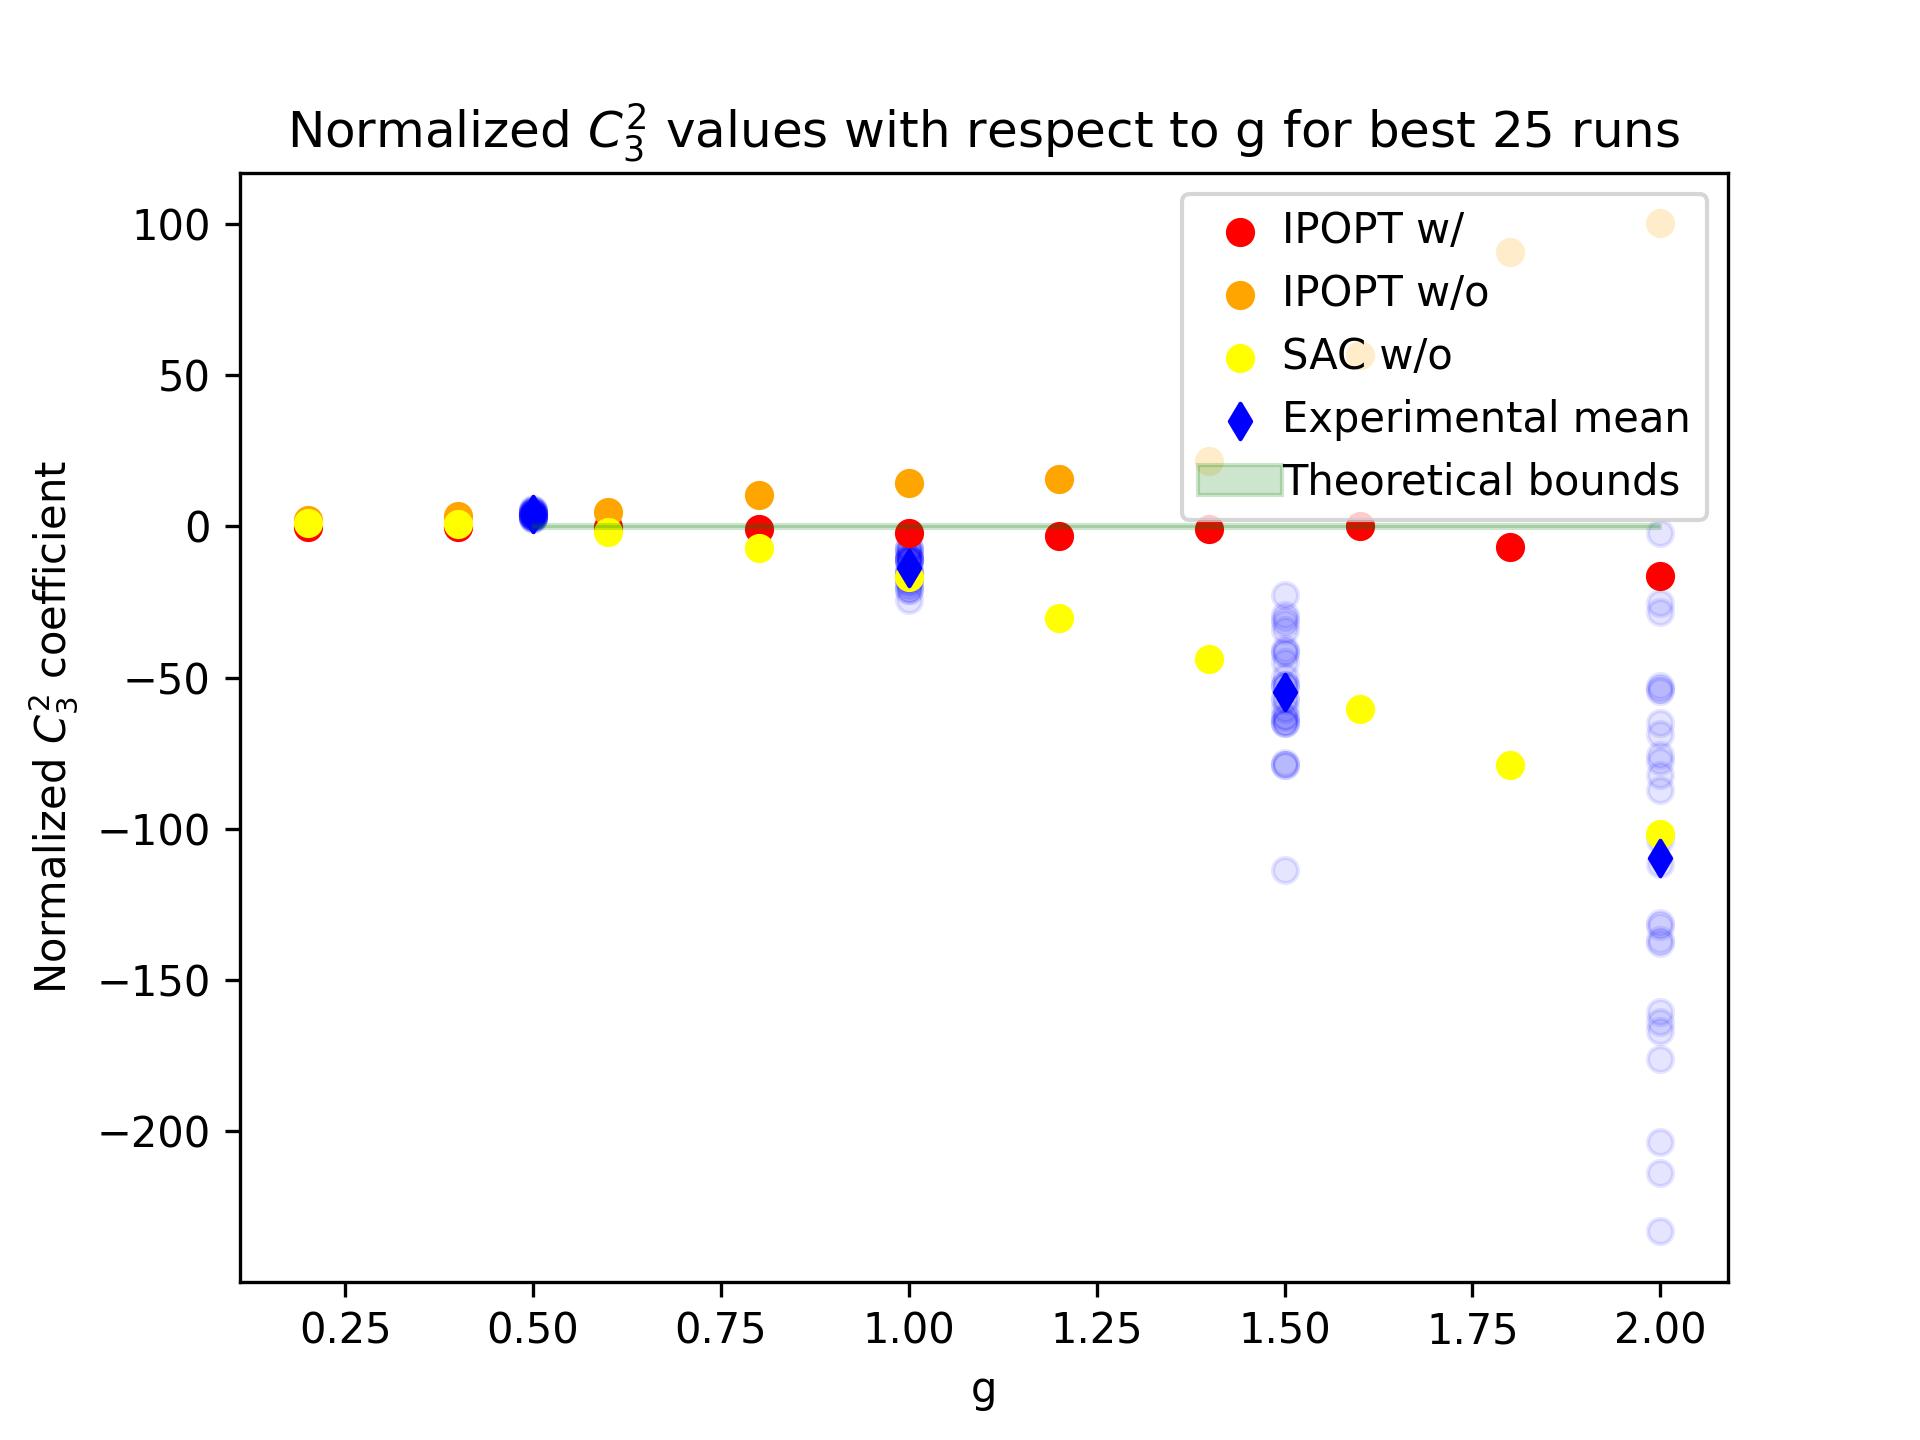 Normalized $C_3^2$ values with respect to g for best 25 runs
IPOPT w/
IPOPT w/o
SAC w/o
Experimental mean
Theoretical bounds
Normalized $C_3^2$ coefficient
100
50
0
−50
−100
−150
−200
0.25 0.50 0.75 1.00 1.25 1.50 1.75 2.00
g